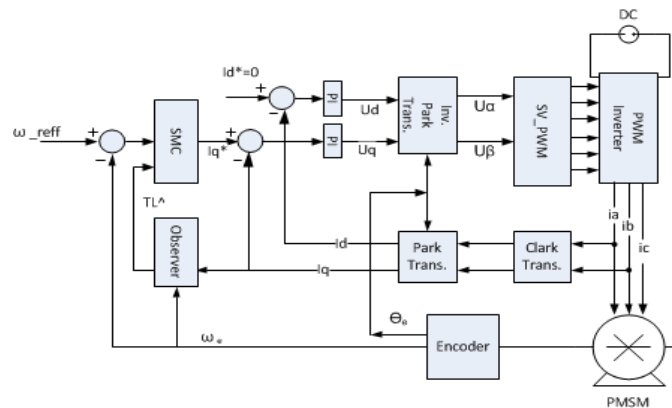 DC
Id*=0
+
−
PI
Ud
Inv.
Park
Trans.
Uα
SV_PWM
PWM
Inverter
ω_reff
+
−
SMC
Iq*
+
−
PI
Uq
Uβ
TL^
Observer
Id
Iq
Park
Trans.
Clark
Trans.
ia
ib
ic
ϴe
Encoder
ωe
PMSM